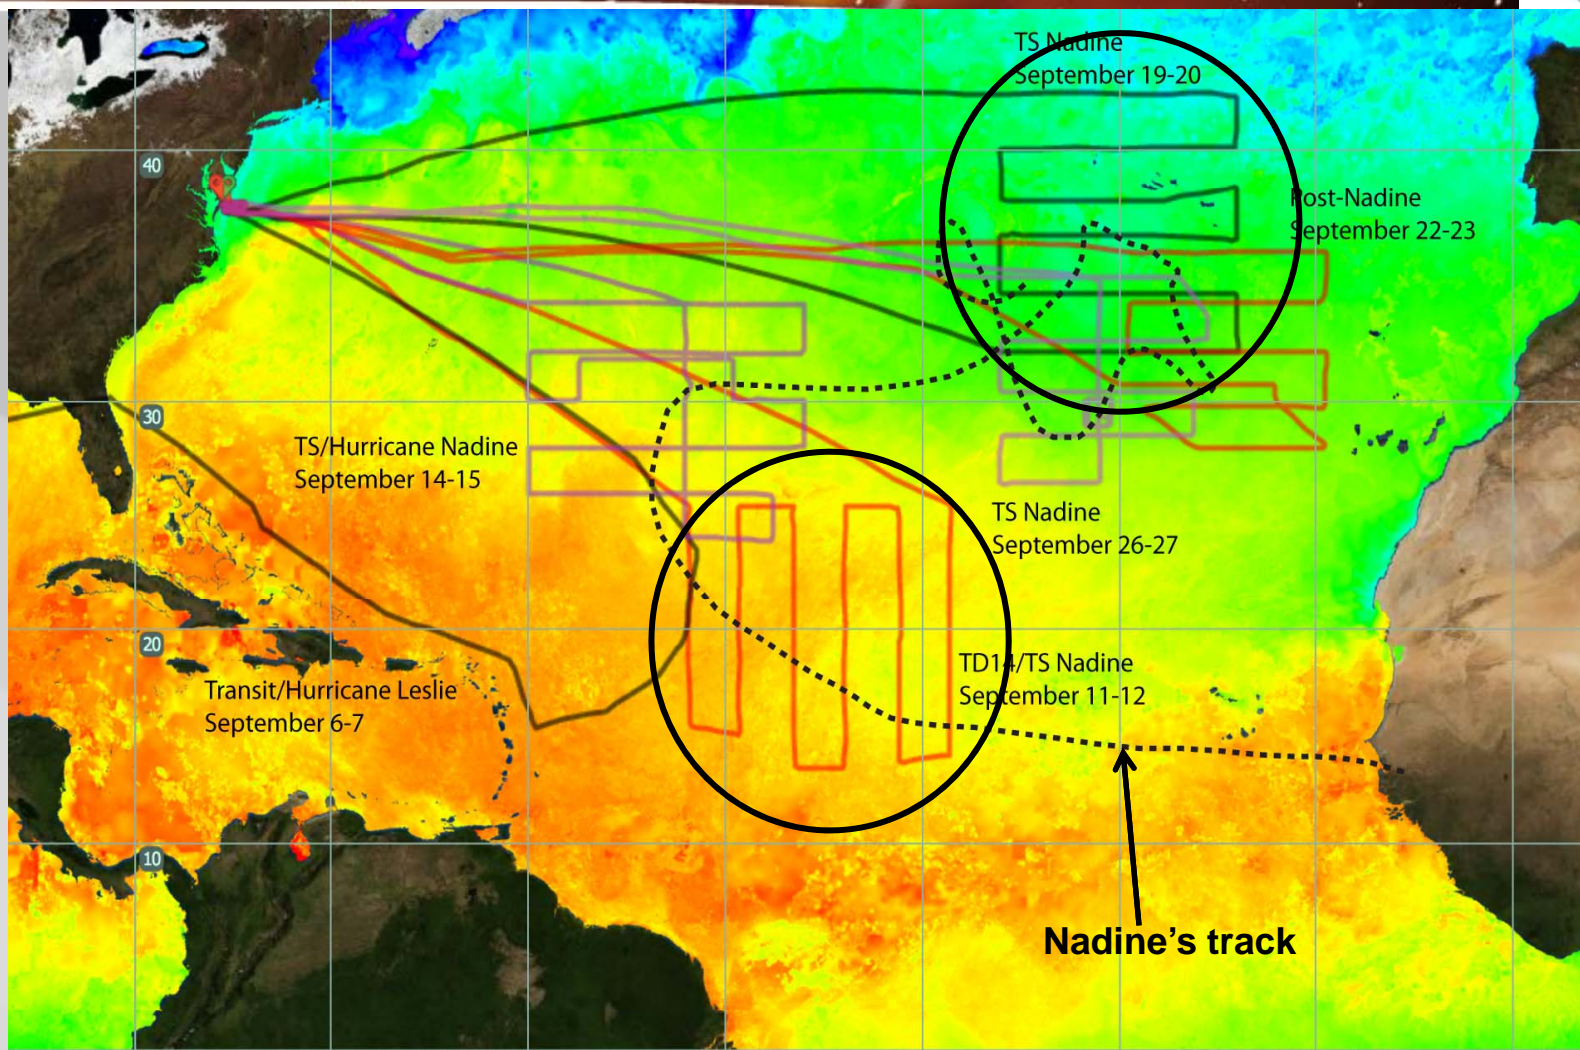 TS Nadine
September 19-20
40
Post-Nadine
September 22-23
30
TS/Hurricane Nadine
September 14-15
TS Nadine
September 26-27
20
TD14/TS Nadine
September 11-12
Transit/Hurricane Leslie
September 6-7
10
Nadine’s track